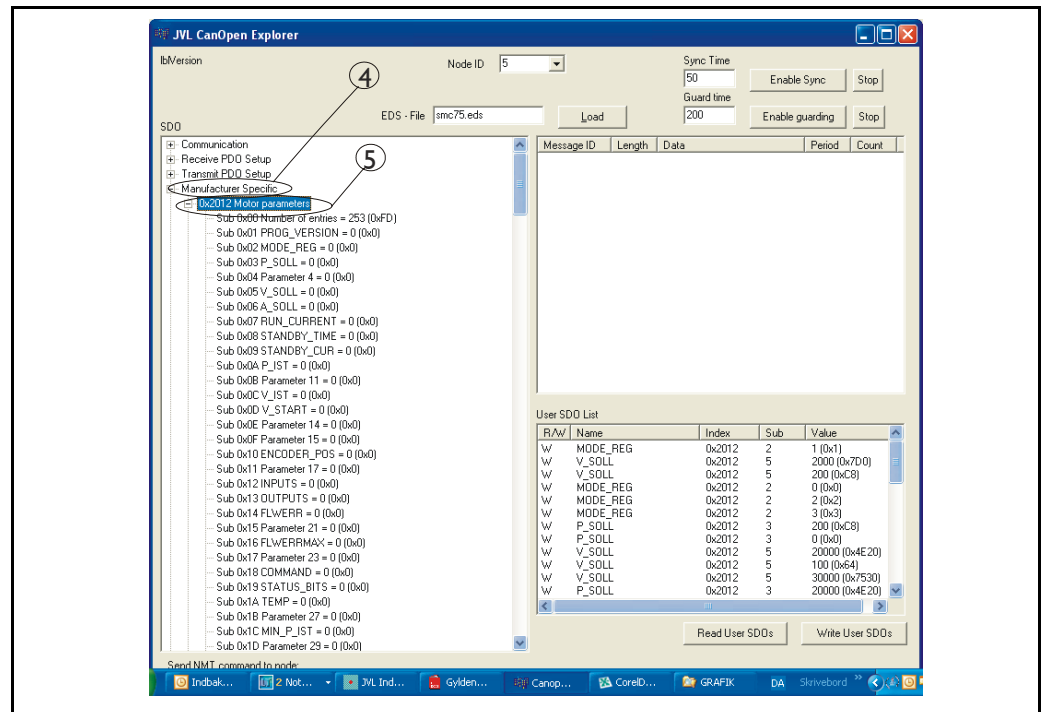 JVL CanOpen Explorer
lblVersion
Node ID 5
Sync Time
50
Enable Sync
Stop
Guard time
200
Enable guarding
Stop
EDS - File smc75.eds
Load
SDO
4
5
Communication
Receive PDO Setup
Transmit PDO Setup
Manufacturer Specific
0x2012 Motor parameters
Sub 0x00 Number of entries = 253 (0xFD)
Sub 0x01 PROG_VERSION = 0 (0x0)
Sub 0x02 MODE_REG = 0 (0x0)
Sub 0x03 P_SOLL = 0 (0x0)
Sub 0x04 Parameter 4 = 0 (0x0)
Sub 0x05 V_SOLL = 0 (0x0)
Sub 0x06 A_SOLL = 0 (0x0)
Sub 0x07 RUN_CURRENT = 0 (0x0)
Sub 0x08 STANDBY_TIME = 0 (0x0)
Sub 0x09 STANDBY_CUR = 0 (0x0)
Sub 0x0A P_IST = 0 (0x0)
Sub 0x0B Parameter 11 = 0 (0x0)
Sub 0x0C V_IST = 0 (0x0)
Sub 0x0D V_START = 0 (0x0)
Sub 0x0E Parameter 14 = 0 (0x0)
Sub 0x0F Parameter 15 = 0 (0x0)
Sub 0x10 ENCODER_POS = 0 (0x0)
Sub 0x11 Parameter 17 = 0 (0x0)
Sub 0x12 INPUTS = 0 (0x0)
Sub 0x13 OUTPUTS = 0 (0x0)
Sub 0x14 FLWERR = 0 (0x0)
Sub 0x15 Parameter 21 = 0 (0x0)
Sub 0x16 FLWERRMAX = 0 (0x0)
Sub 0x17 Parameter 23 = 0 (0x0)
Sub 0x18 COMMAND = 0 (0x0)
Sub 0x19 STATUS_BITS = 0 (0x0)
Sub 0x1A TEMP = 0 (0x0)
Sub 0x1B Parameter 27 = 0 (0x0)
Sub 0x1C MIN_P_IST = 0 (0x0)
Sub 0x1D Parameter 29 = 0 (0x0)
Message ID Length Data Period Count
User SDO List
R/W Name Index Sub Value
W MODE_REG 0x2012 2 1 (0x1)
W V_SOLL 0x2012 5 2000 (0x7D0)
W V_SOLL 0x2012 5 200 (0xC8)
W MODE_REG 0x2012 2 0 (0x0)
W MODE_REG 0x2012 2 2 (0x2)
W MODE_REG 0x2012 2 3 (0x3)
W P_SOLL 0x2012 3 200 (0xC8)
W P_SOLL 0x2012 3 0 (0x0)
W V_SOLL 0x2012 5 20000 (0x4E20)
W V_SOLL 0x2012 5 100 (0x64)
W V_SOLL 0x2012 5 30000 (0x7530)
W P_SOLL 0x2012 3 20000 (0x4E20)
Read User SDOs
Write User SDOs
Send NMT command to node:
Indbak... 2 Not... JVL Ind... Gylden... Canop... CorelD... GRAFIK DA Skrivebord